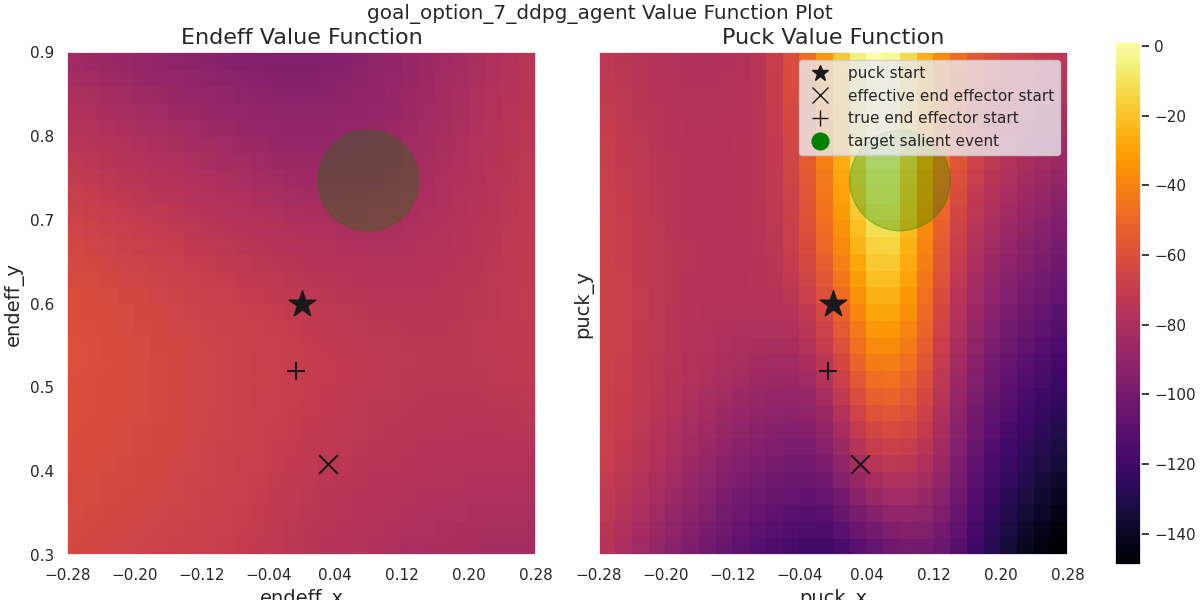 goal_option_7_ddpg_agent Value Function Plot
Endeff Value Function
Puck Value Function
puck start
effective end effector start
true end effector start
target salient event
0.9
0.8
0.7
0.6
0.5
0.4
0.3
endeff_y
−0.28 −0.20 −0.12 −0.04 0.04 0.12 0.20 0.28
endeff_x
puck_y
−0.28 −0.20 −0.12 −0.04 0.04 0.12 0.20 0.28
puck_x
0
−20
−40
−60
−80
−100
−120
−140